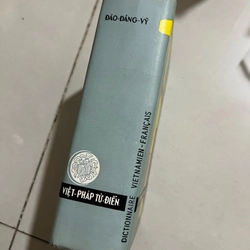 ĐÀO-ĐĂNG-VỸ
VIỆT-PHÁP TỪ-ĐIỂN
DICTIONNAIRE
VIETNAMIEN-FRANÇAIS